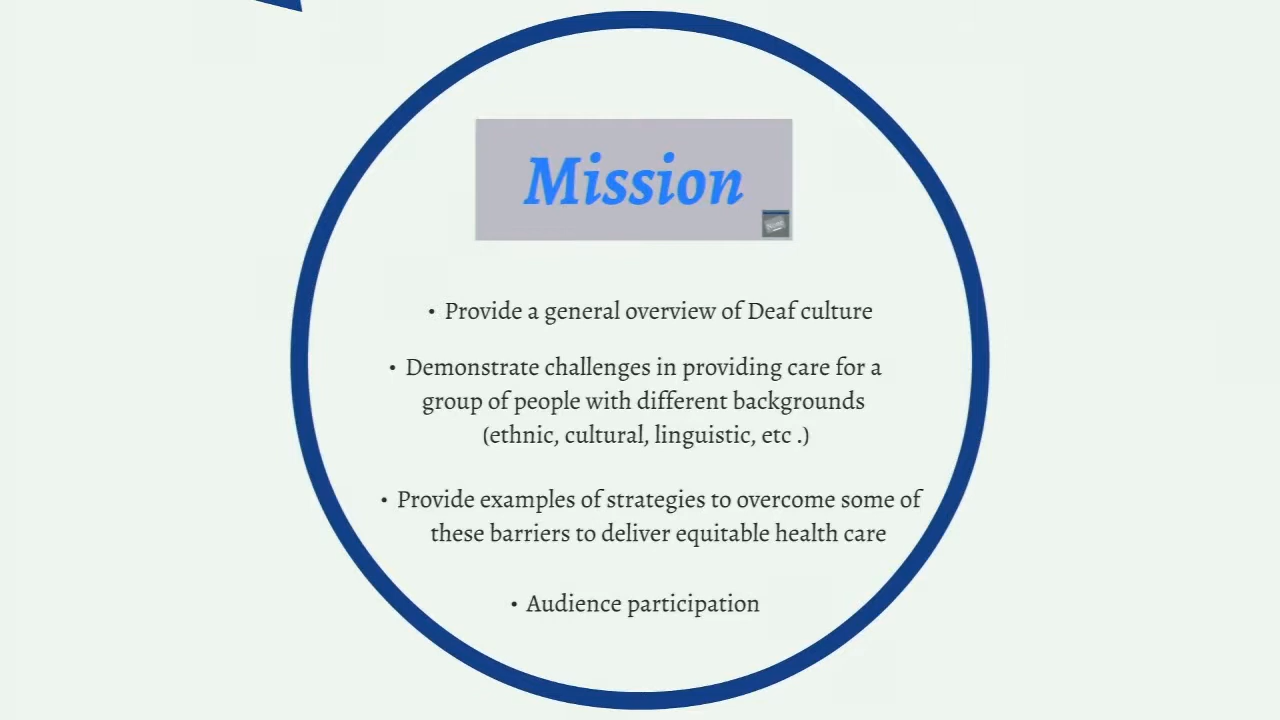 Mission
• Provide a general overview of Deaf culture
• Demonstrate challenges in providing care for a
group of people with different backgrounds
(ethnic, cultural, linguistic, etc .)
• Provide examples of strategies to overcome some of
these barriers to deliver equitable health care
• Audience participation